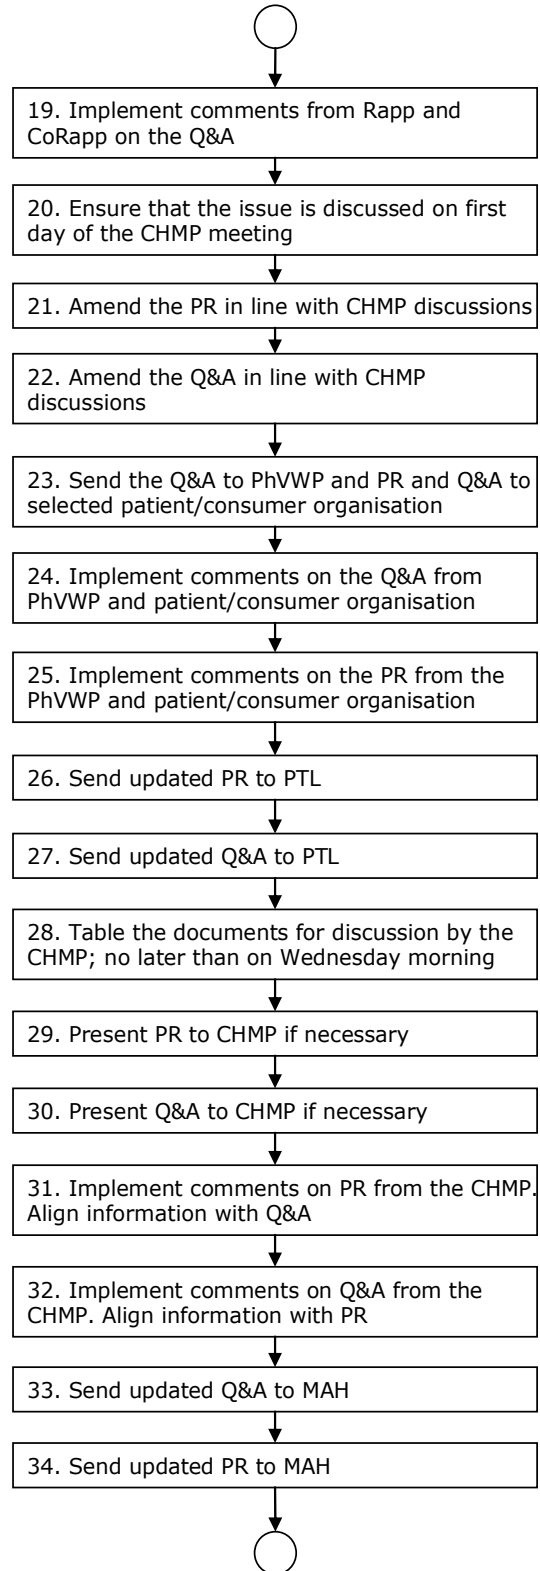 19. Implement comments from Rapp and
CoRapp on the Q&A
20. Ensure that the issue is discussed on first
day of the CHMP meeting
21. Amend the PR in line with CHMP discussions
22. Amend the Q&A in line with CHMP
discussions
23. Send the Q&A to PhVWP and PR and Q&A to
selected patient/consumer organisation
24. Implement comments on the Q&A from
PhVWP and patient/consumer organisation
25. Implement comments on the PR from the
PhVWP and patient/consumer organisation
26. Send updated PR to PTL
27. Send updated Q&A to PTL
28. Table the documents for discussion by the
CHMP; no later than on Wednesday morning
29. Present PR to CHMP if necessary
30. Present Q&A to CHMP if necessary
31. Implement comments on PR from the CHMP.
Align information with Q&A
32. Implement comments on Q&A from the
CHMP. Align information with PR
33. Send updated Q&A to MAH
34. Send updated PR to MAH